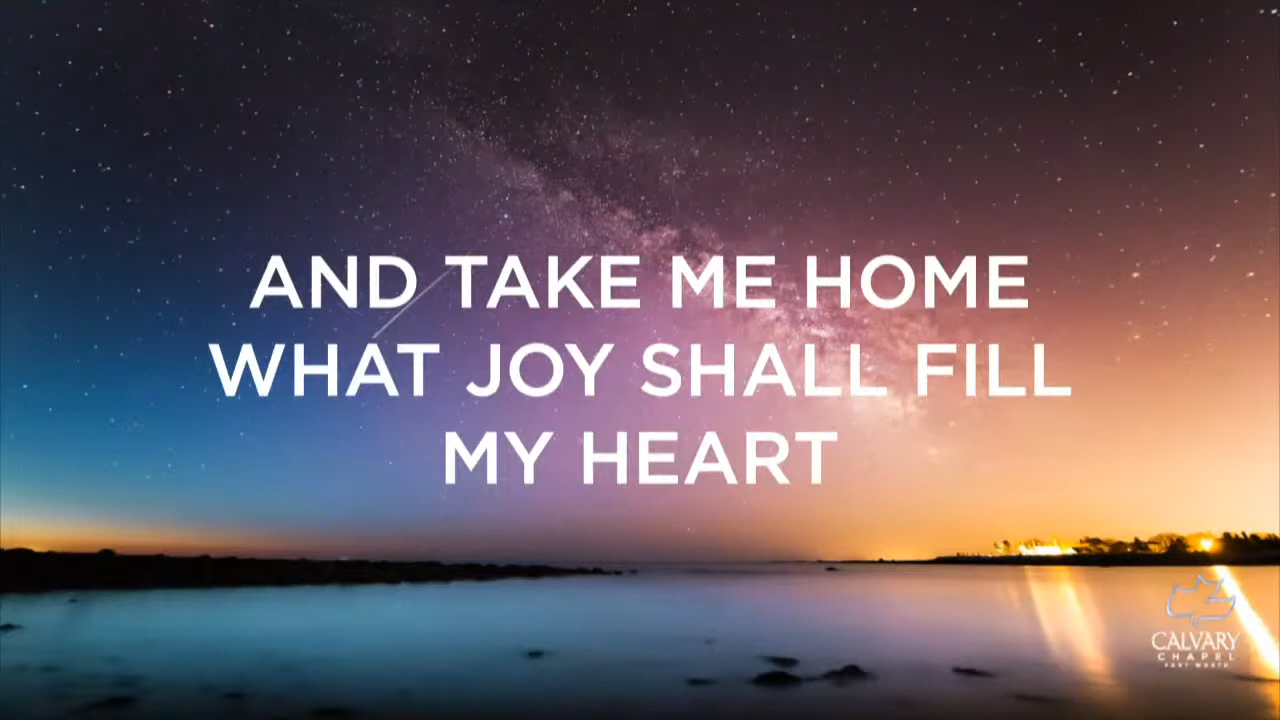 AND TAKE ME HOME
WHAT JOY SHALL FILL
MY HEART
CALVARY
CHAPEL
FORT WORTH